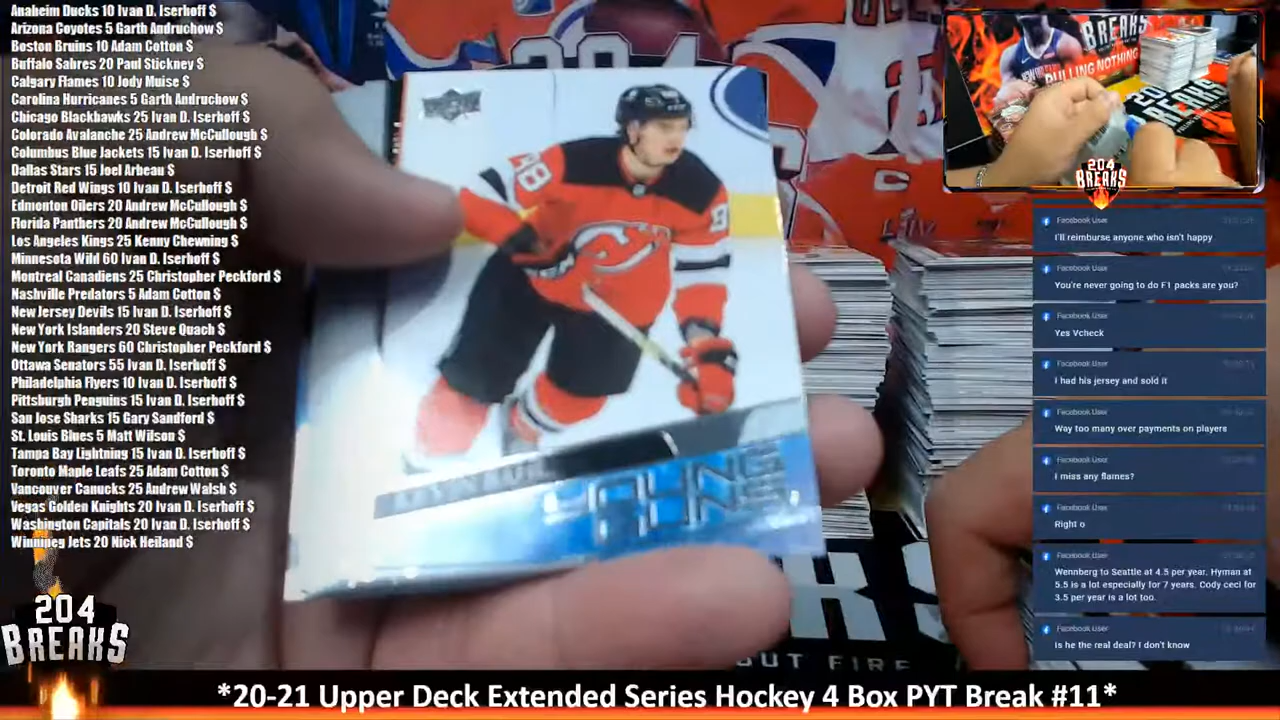 Anaheim Ducks 10 Ivan D. Iserhoff $
Arizona Coyotes 5 Garth Andruchow $
Boston Bruins 10 Adam Cotton $
Buffalo Sabres 20 Paul Stickney $
Calgary Flames 10 Jody Muise $
Carolina Hurricanes 5 Garth Andruchow $
Chicago Blackhawks 25 Ivan D. Iserhoff $
Colorado Avalanche 25 Andrew McCullough $
Columbus Blue Jackets 15 Ivan D. Iserhoff $
Dallas Stars 15 Joel Arbeau $
Detroit Red Wings 10 Ivan D. Iserhoff $
Edmonton Oilers 20 Andrew McCullough $
Florida Panthers 20 Andrew McCullough $
Los Angeles Kings 25 Kenny Chewning $
Minnesota Wild 60 Ivan D. Iserhoff $
Montreal Canadiens 25 Christopher Peckford $
Nashville Predators 5 Adam Cotton $
New Jersey Devils 15 Ivan D. Iserhoff $
New York Islanders 20 Steve Quach $
New York Rangers 60 Christopher Peckford $
Ottawa Senators 55 Ivan D. Iserhoff $
Philadelphia Flyers 10 Ivan D. Iserhoff $
Pittsburgh Penguins 15 Ivan D. Iserhoff $
San Jose Sharks 15 Gary Sandford $
St. Louis Blues 5 Matt Wilson $
Tampa Bay Lightning 15 Ivan D. Iserhoff $
Toronto Maple Leafs 25 Adam Cotton $
Vancouver Canucks 25 Andrew Walsh $
Vegas Golden Knights 20 Ivan D. Iserhoff $
Washington Capitals 20 Ivan D. Iserhoff $
Winnipeg Jets 20 Nick Heiland $
204
BREAKS
88
YOUNG
GUNS
C
OUT FIRE
BREAKS
PULLING NOTHING
204
BREAKS
Facebook User
I'll reimburse anyone who isn't happy
Facebook User
You're never going to do F1 packs are you?
Facebook User
Yes Vcheck
Facebook User
I had his jersey and sold it
Facebook User
Way too many over payments on players
Facebook User
I miss any flames?
Facebook User
Right o
Facebook User
Wennberg to Seattle at 4.5 per year. Hyman at
5.5 is a lot especially for 7 years. Cody ceci for
3.5 per year is a lot too.
Facebook User
Is he the real deal? I don't know
*20-21 Upper Deck Extended Series Hockey 4 Box PYT Break #11*